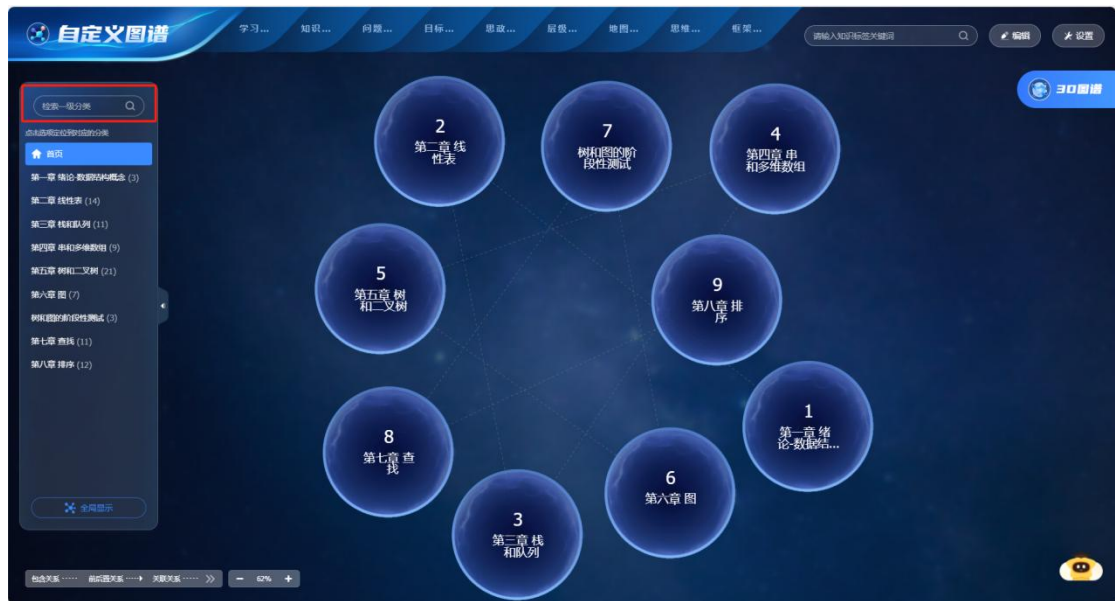 自定义图谱
学习...
知识...
问题...
目标...
思政...
层级...
地图...
思维...
框架...
请输入知识标签关键词
编辑
设置
3D图谱
检索一级分类
点击选项定位到对应的分类
首页
第一章 绪论-数据结构概念 (3)
第二章 线性表 (14)
第三章 栈和队列 (11)
第四章 串和多维数组 (9)
第五章 树和二叉树 (21)
第六章 图 (7)
树和图的阶段性测试 (3)
第七章 查找 (11)
第八章 排序 (12)
全局显示
2
第二章 线
性表
7
树和图的阶
段性测试
4
第四章 串
和多维数组
5
第五章 树
和二叉树
9
第八章 排
序
1
第一章 绪
论-数据结...
8
第七章 查
找
6
第六章 图
3
第三章 栈
和队列
包含关系 前后置关系 关联关系
62%